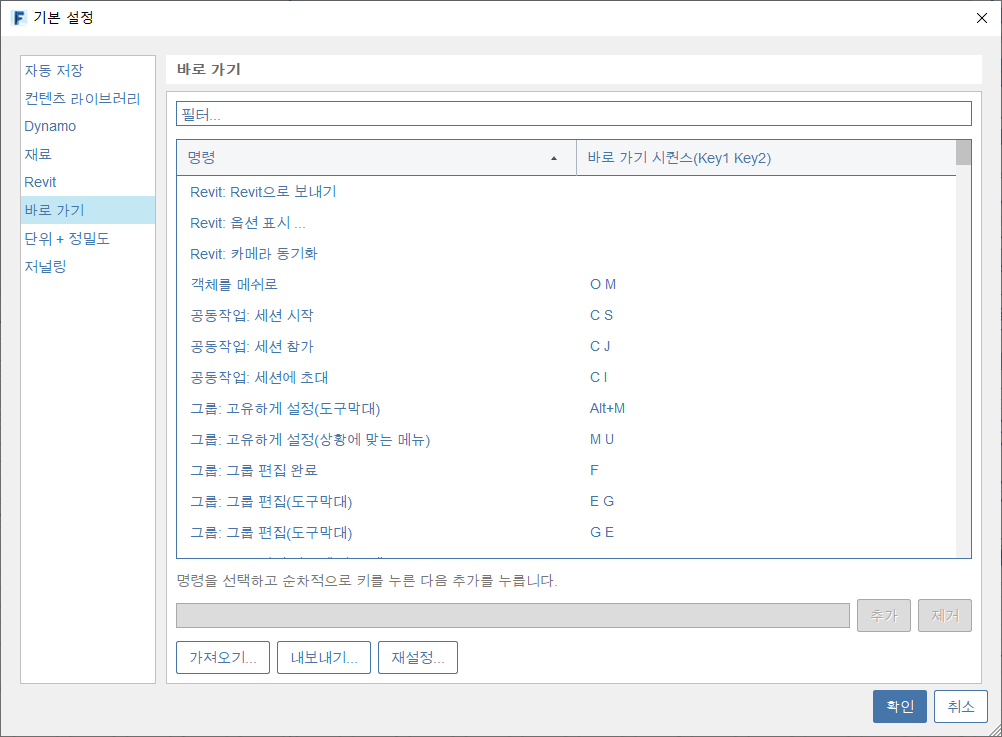 기본 설정
자동 저장
컨텐츠 라이브러리
Dynamo
재료
Revit
바로 가기
단위 + 정밀도
저널링
바로 가기
필터...
명령 바로 가기 시퀀스(Key1 Key2)
Revit: Revit으로 보내기
Revit: 옵션 표시 ...
Revit: 카메라 동기화
객체를 메쉬로 O M
공동작업: 세션 시작 C S
공동작업: 세션 참가 C J
공동작업: 세션에 초대 C I
그룹: 고유하게 설정(도구막대) Alt+M
그룹: 고유하게 설정(상황에 맞는 메뉴) M U
그룹: 그룹 편집 완료 F
그룹: 그룹 편집(도구막대) E G
그룹: 그룹 편집(도구막대) G E
명령을 선택하고 순차적으로 키를 누른 다음 추가를 누릅니다.
추가 제거
가져오기... 내보내기... 재설정...
확인 취소